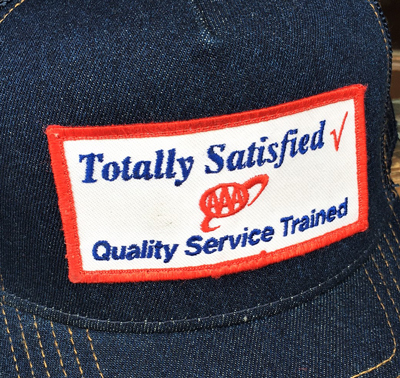 Totally Satisfied √
AAA
Quality Service Trained